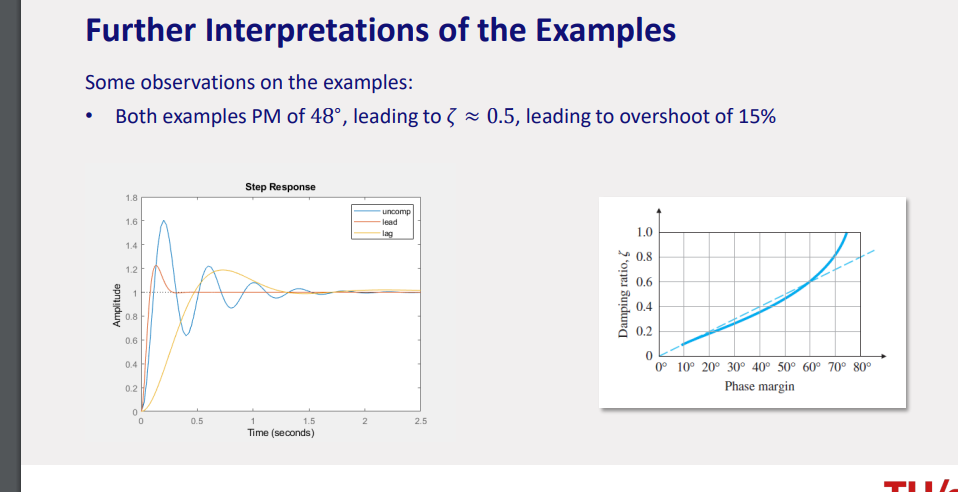 Further Interpretations of the Examples
Some observations on the examples:
• Both examples PM of 48°, leading to ζ ≈ 0.5, leading to overshoot of 15%
Step Response
1.8
1.6
1.4
1.2
1
0.8
0.6
0.4
0.2
0
Amplitude
uncomp
lead
lag
0 0.5 1 1.5 2 2.5
Time (seconds)
1.0
0.8
0.6
0.4
0.2
0
Damping ratio, ζ
0° 10° 20° 30° 40° 50° 60° 70° 80°
Phase margin